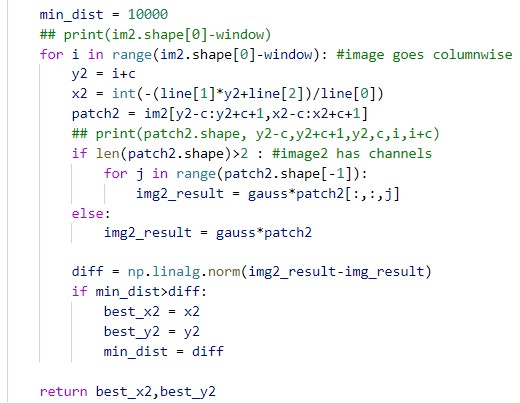 min_dist = 10000
## print(im2.shape[0]-window)
for i in range(im2.shape[0]-window): #image goes columnwise
y2 = i+c
x2 = int(-(line[1]*y2+line[2])/line[0])
patch2 = im2[y2-c:y2+c+1,x2-c:x2+c+1]
## print(patch2.shape, y2-c,y2+c+1,y2,c,i,i+c)
if len(patch2.shape)>2 : #image2 has channels
for j in range(patch2.shape[-1]):
img2_result = gauss*patch2[:,:,j]
else:
img2_result = gauss*patch2
diff = np.linalg.norm(img2_result-img_result)
if min_dist>diff:
best_x2 = x2
best_y2 = y2
min_dist = diff
return best_x2,best_y2